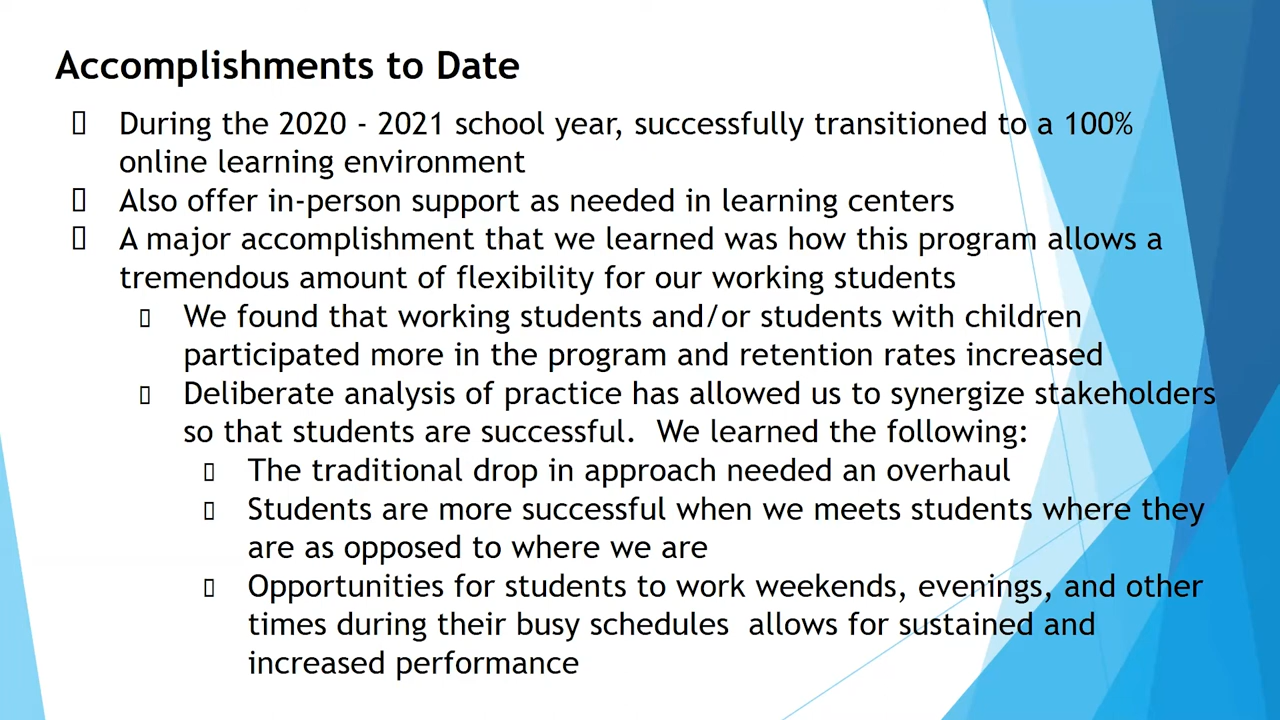 Accomplishments to Date
During the 2020 - 2021 school year, successfully transitioned to a 100%
online learning environment
Also offer in-person support as needed in learning centers
A major accomplishment that we learned was how this program allows a
tremendous amount of flexibility for our working students
We found that working students and/or students with children
participated more in the program and retention rates increased
Deliberate analysis of practice has allowed us to synergize stakeholders
so that students are successful.  We learned the following:
The traditional drop in approach needed an overhaul
Students are more successful when we meets students where they
are as opposed to where we are
Opportunities for students to work weekends, evenings, and other
times during their busy schedules  allows for sustained and
increased performance